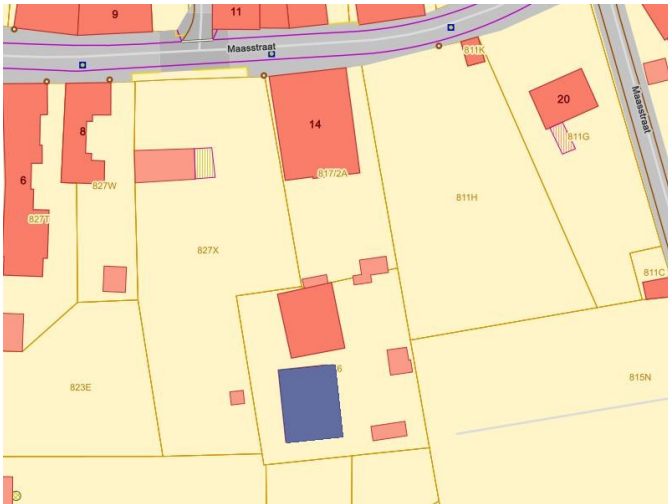 9
11
Maasstraat
811K
Maasstraat
20
14
8
811G
6
817/2A
827W
811H
827T
827X
811C
6
815N
823E